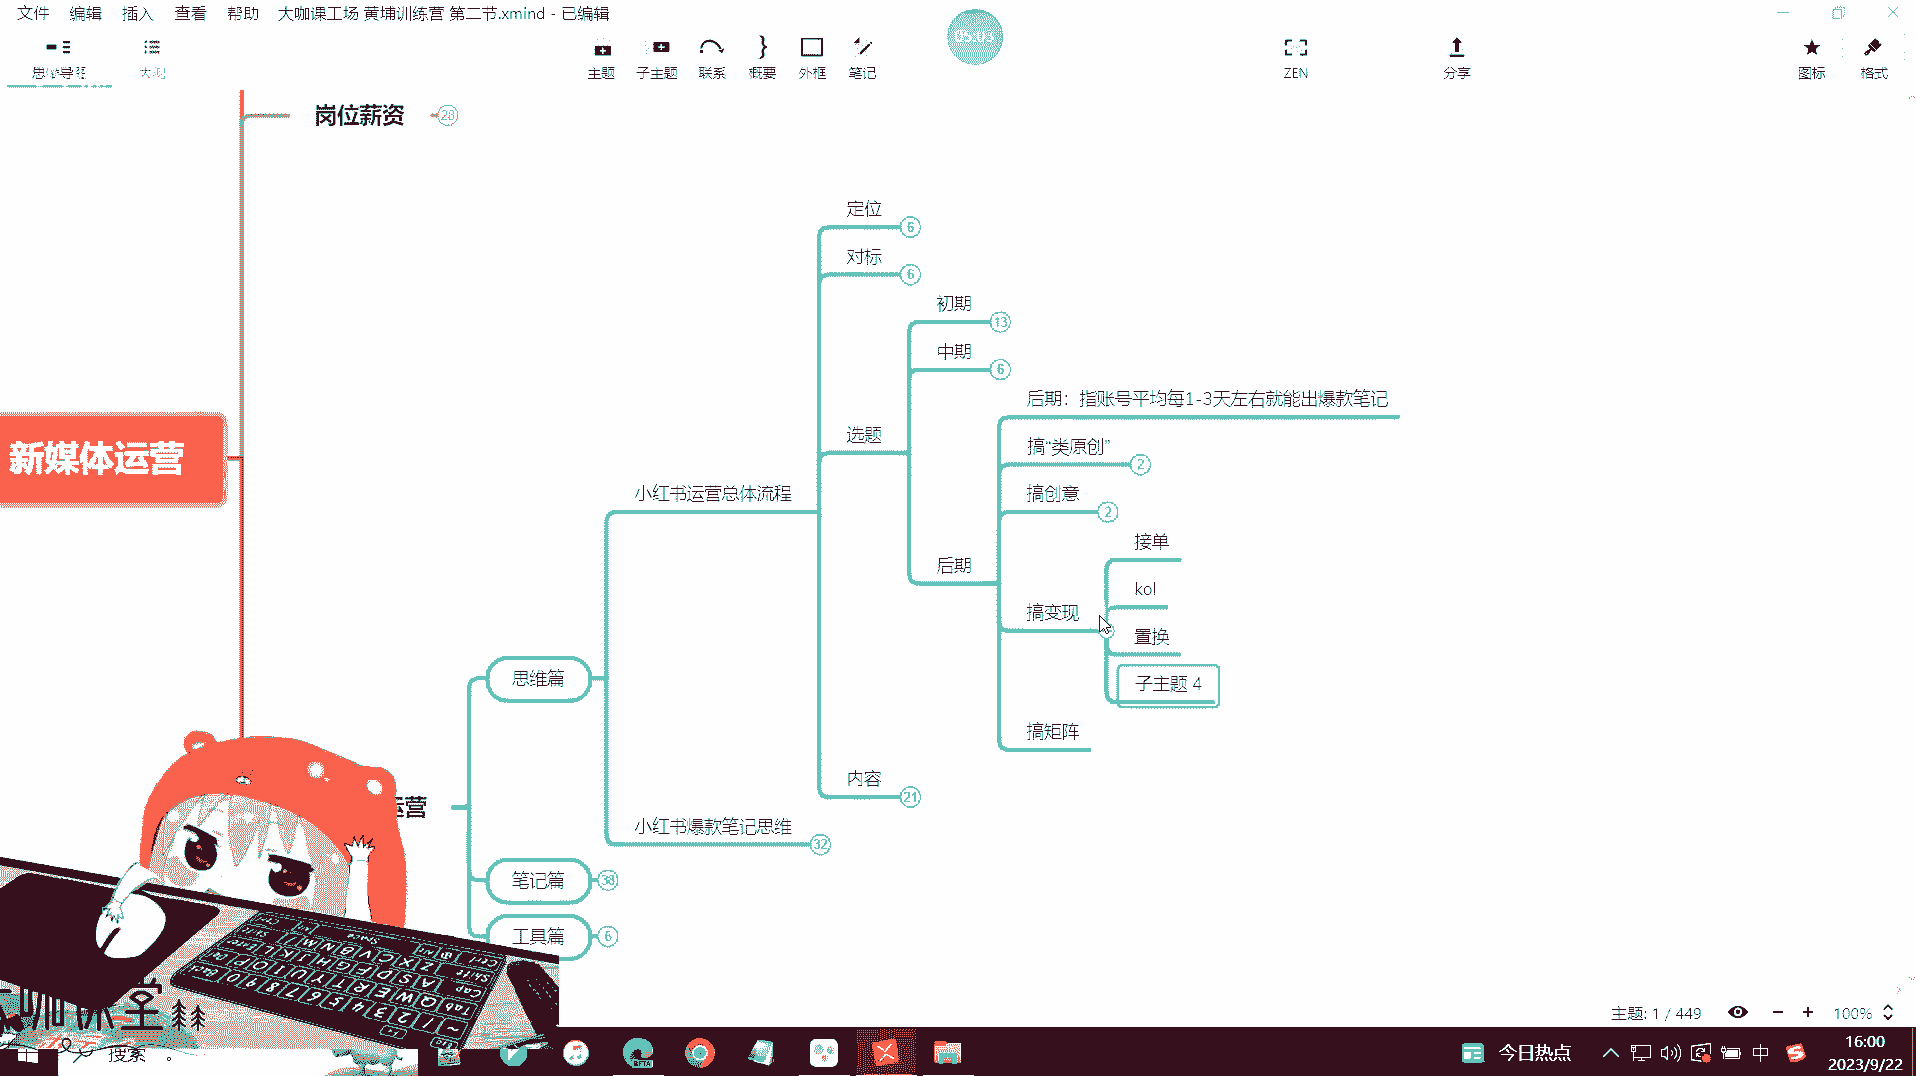 文件 编辑 插入 查看 帮助 大咖课工场 黄埔训练营 第二节.xmind - 已编辑
思维导图 大纲 主题 子主题 联系 概要 外框 笔记 ZEN 分享 图标 格式
岗位薪资 28
定位 6
对标 6
初期 13
中期 6
后期：指账号平均每1-3天左右就能出爆款笔记
选题
搞“类原创” 2
新媒体运营
小红书运营总体流程
搞创意 2
接单
后期
kol
搞变现
置换
思维篇
子主题 4
搞矩阵
内容 21
运营
小红书爆款笔记思维 32
笔记篇 38
工具篇 6
咖课堂
主题: 1 / 449 100%
搜索
今日热点
中
16:00
2023/9/22